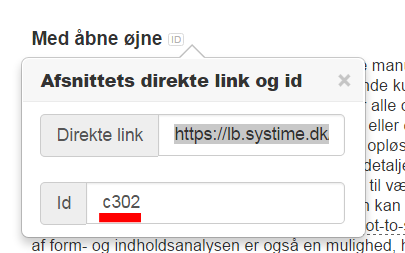 Med åbne øjne ID
manu
Afsnittets direkte link og id ×
nde ku
r alle
Direkte link https://lb.systime.dk
eller
opløs
detalje
Id c302
til væ
n kan
ot-to-s
af form- og indholdsanalysen er også en mulighed, h